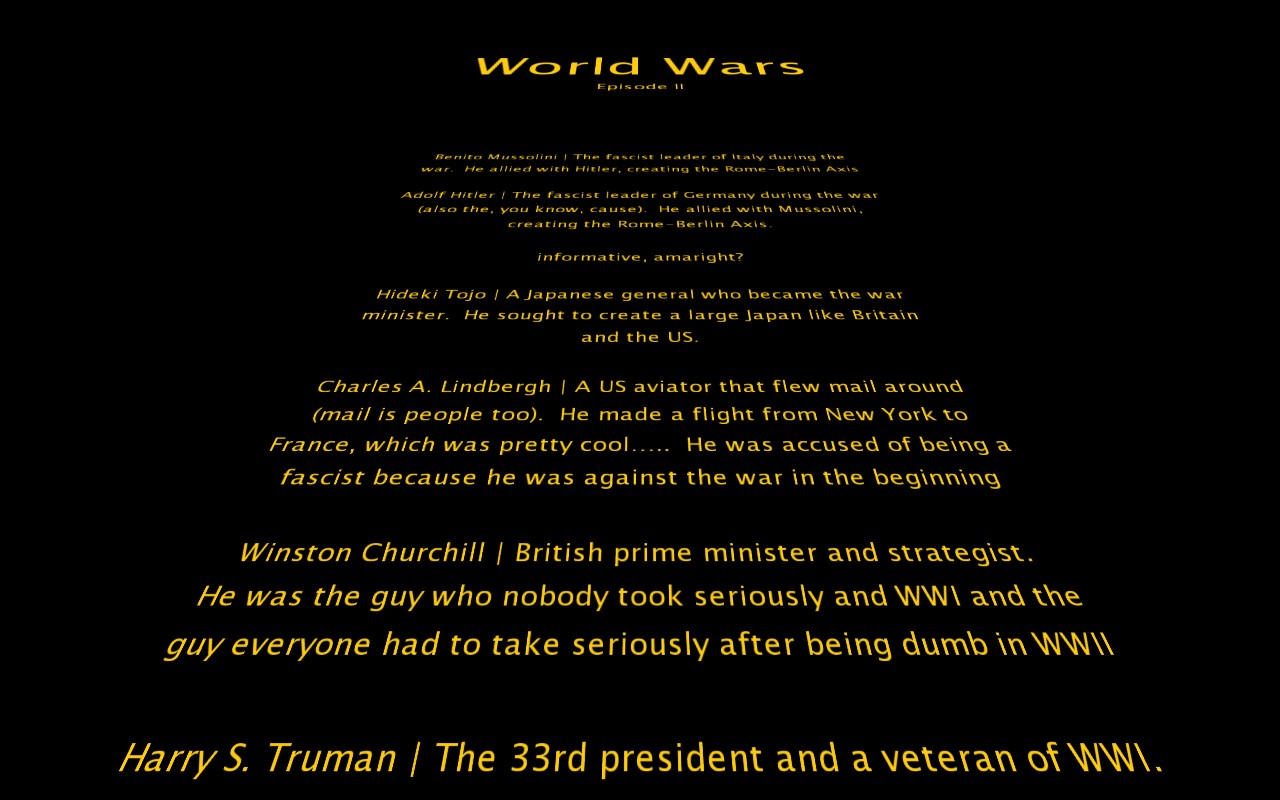 World Wars
Episode II
Benito Mussolini | The fascist leader of Italy during the
war.  He allied with Hitler, creating the Rome-Berlin Axis
Adolf Hitler | The fascist leader of Germany during the war
(also the, you know, cause).  He allied with Mussolini,
creating the Rome-Berlin Axis.
informative, amaright?
Hideki Tojo | A Japanese general who became the war
minister.  He sought to create a large Japan like Britain
and the US.
Charles A. Lindbergh | A US aviator that flew mail around
(mail is people too).  He made a flight from New York to
France, which was pretty cool.....  He was accused of being a
fascist because he was against the war in the beginning
Winston Churchill | British prime minister and strategist.
He was the guy who nobody took seriously and WWI and the
guy everyone had to take seriously after being dumb in WWII
Harry S. Truman | The 33rd president and a veteran of WWI.